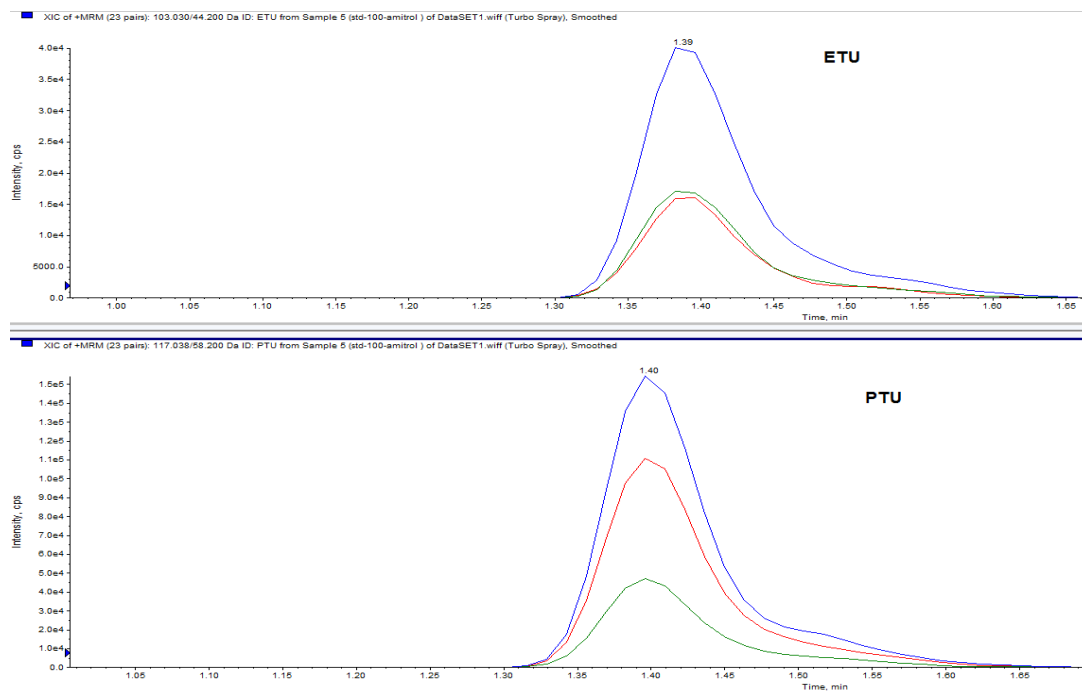 XIC of +MRM (23 pairs): 103.030/44.200 Da ID: ETU from Sample 5 (std-100-amitrol ) of DataSET1.wiff (Turbo Spray), Smoothed
1.39
ETU
4.0e4
3.5e4
3.0e4
2.5e4
2.0e4
1.5e4
1.0e4
5000.0
0.0
Intensity, cps
1.00 1.05 1.10 1.15 1.20 1.25 1.30 1.35 1.40 1.45 1.50 1.55 1.60 1.65
Time, min
XIC of +MRM (23 pairs): 117.038/58.200 Da ID: PTU from Sample 5 (std-100-amitrol ) of DataSET1.wiff (Turbo Spray), Smoothed
1.40
PTU
1.5e5
1.4e5
1.3e5
1.2e5
1.1e5
1.0e5
9.0e4
8.0e4
7.0e4
6.0e4
5.0e4
4.0e4
3.0e4
2.0e4
1.0e4
0.0
Intensity, cps
1.05 1.10 1.15 1.20 1.25 1.30 1.35 1.40 1.45 1.50 1.55 1.60 1.65
Time, min